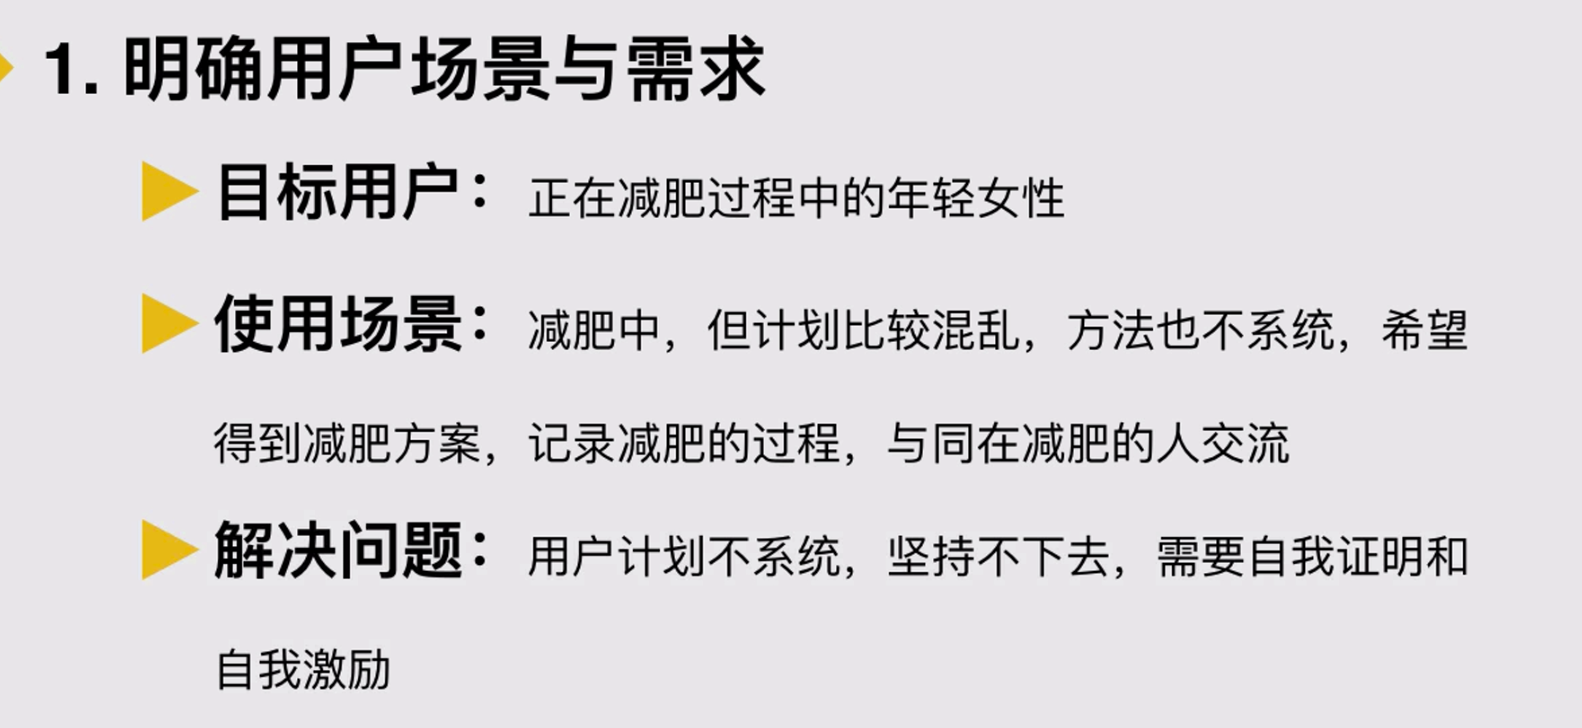 1. 明确用户场景与需求
目标用户：正在减肥过程中的年轻女性
使用场景：减肥中，但计划比较混乱，方法也不系统，希望
得到减肥方案，记录减肥的过程，与同在减肥的人交流
解决问题：用户计划不系统，坚持不下去，需要自我证明和
自我激励